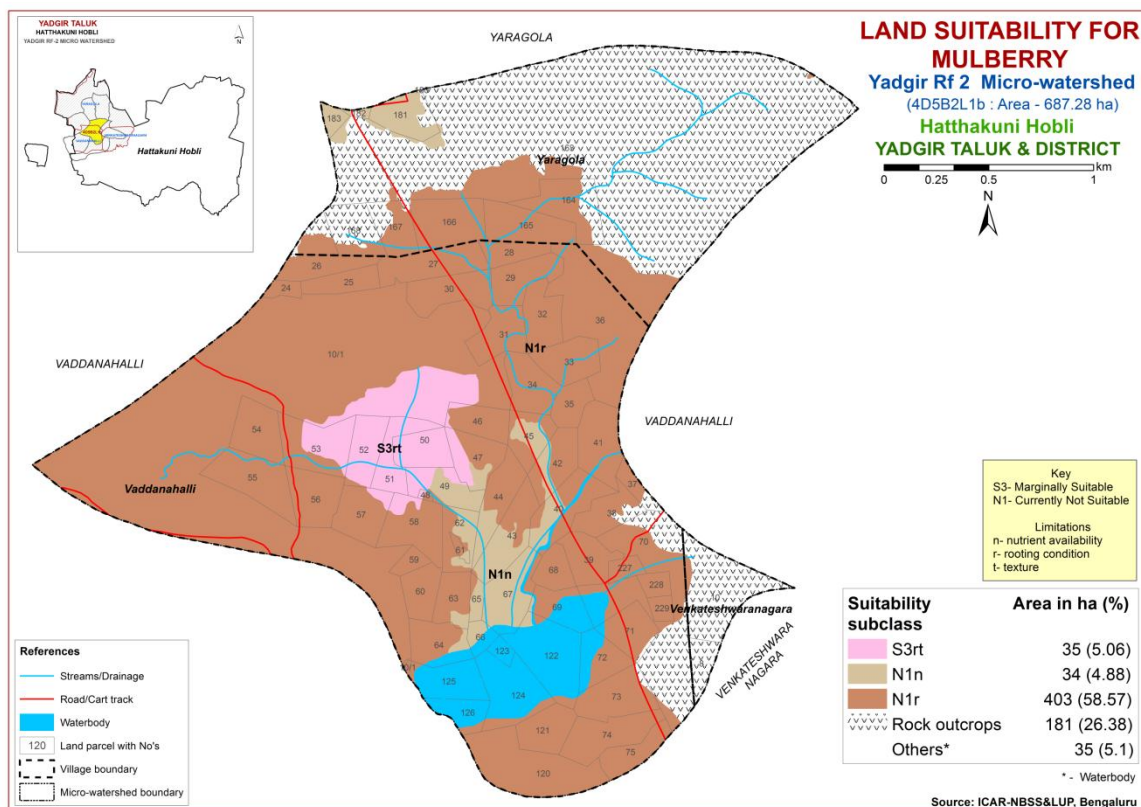 YADGIR TALUK
HATTHAKUNI HOBLI
YADGIR RF-2 MICRO WATERSHED
N
Hattakuni Hobli
LAND SUITABILITY FOR
MULBERRY
Yadgir Rf 2 Micro-watershed
(4D5B2L1b : Area - 687.28 ha)
Hatthakuni Hobli
YADGIR TALUK & DISTRICT
km
0 0.25 0.5 1
N
YARAGOLA
183
181
Yaragola
164
167
166
165
168
26
27
28
24
25
30
29
32
36
31
10/1
N1r
33
VADDANAHALLI
34
35
VADDANAHALLI
46
45
54
53
52
50
S3rt
41
47
42
55
51
49
37
Vaddanahalli
56
48
44
40
38
57
58
62
43
70
61
59
39
N1n
68
227
228
60
63
65
67
69
229
Venkateshwaranagara
66
71
64
123
122
72
10/1
125
124
73
126
121
74
75
120
VENKATESHWARA
NAGARA
Key
S3- Marginally Suitable
N1- Currently Not Suitable
Limitations
n- nutrient availability
r- rooting condition
t- texture
Suitability subclass Area in ha (%)
S3rt 35 (5.06)
N1n 34 (4.88)
N1r 403 (58.57)
Rock outcrops 181 (26.38)
Others* 35 (5.1)
* - Waterbody
Source: ICAR-NBSS&LUP, Bengaluru
References
Streams/Drainage
Road/Cart track
Waterbody
120 Land parcel with No's
Village boundary
Micro-watershed boundary